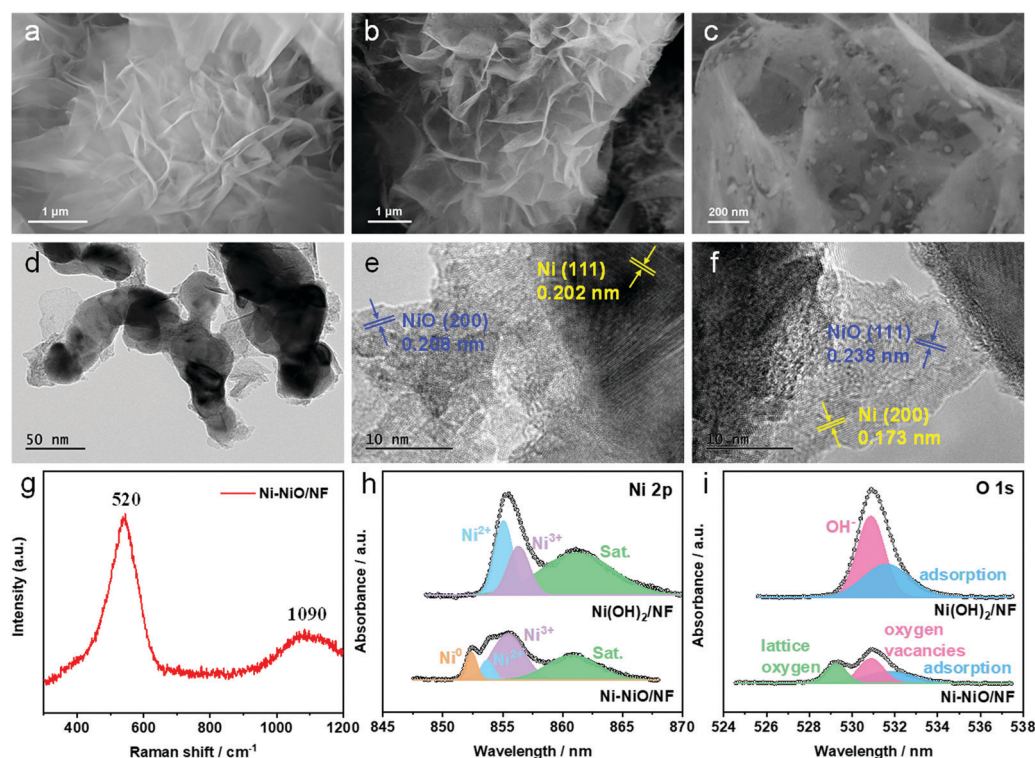 a
1 μm
b
1 μm
c
200 nm
d
50 nm
e
Ni (111)
0.202 nm
NiO (200)
0.208 nm
10 nm
f
NiO (111)
0.238 nm
Ni (200)
0.173 nm
10 nm
g
520
Ni-NiO/NF
1090
Intensity (a.u.)
300 400 600 800 1000 1200
Raman shift / cm-1
h
Ni 2p
Ni2+
Ni3+
Sat.
Ni(OH)2/NF
Ni3+
Ni0
Ni2+
Sat.
Ni-NiO/NF
Absorbance / a.u.
845 855 860 865 870
Wavelength / nm
i
O 1s
OH-
adsorption
Ni(OH)2/NF
lattice
oxygen
oxygen
vacancies
adsorption
Ni-NiO/NF
Absorbance / a.u.
524 526 528 530 532 534 536 538
Wavelength / nm